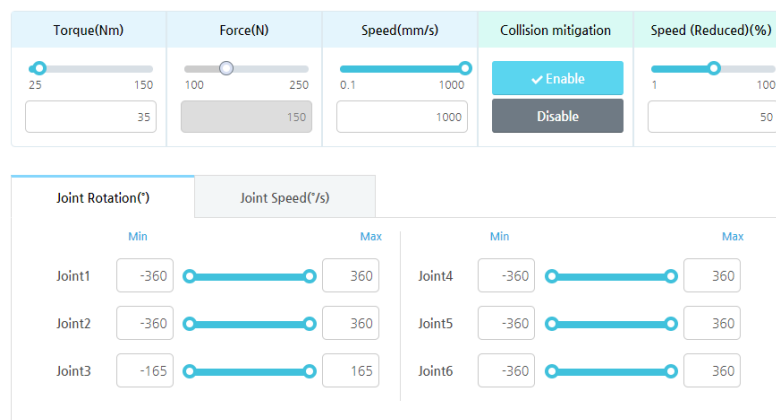 Torque(Nm) Force(N) Speed(mm/s) Collision mitigation Speed (Reduced)(%)
25 150 100 250 0.1 1000 Enable 1 100
35 150 1000 Disable 50
Joint Rotation(°) Joint Speed(°/s)
Min Max Min Max
Joint1 -360 360 Joint4 -360 360
Joint2 -360 360 Joint5 -360 360
Joint3 -165 165 Joint6 -360 360